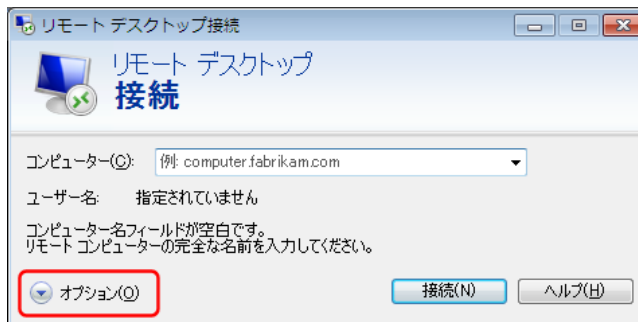 リモート デスクトップ接続
リモート デスクトップ
接続
コンピューター(C): 例: computer.fabrikam.com
ユーザー名: 指定されていません
コンピューター名フィールドが空白です。
リモート コンピューターの完全な名前を入力してください。
オプション(O) 接続(N) ヘルプ(H)